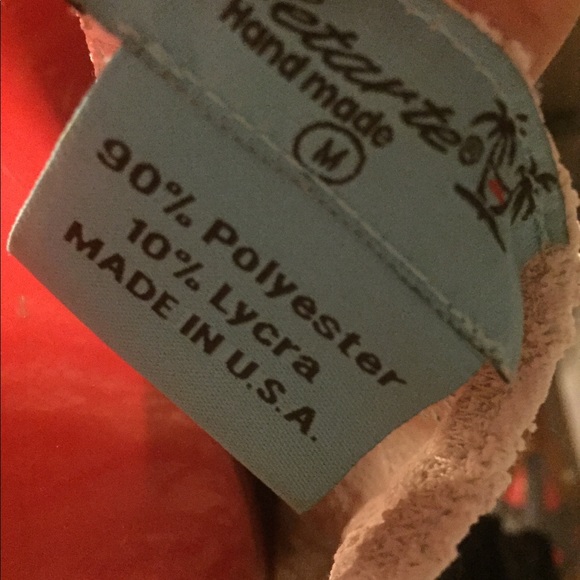 Hand made
M
90% Polyester
10% Lycra
MADE IN U.S.A.